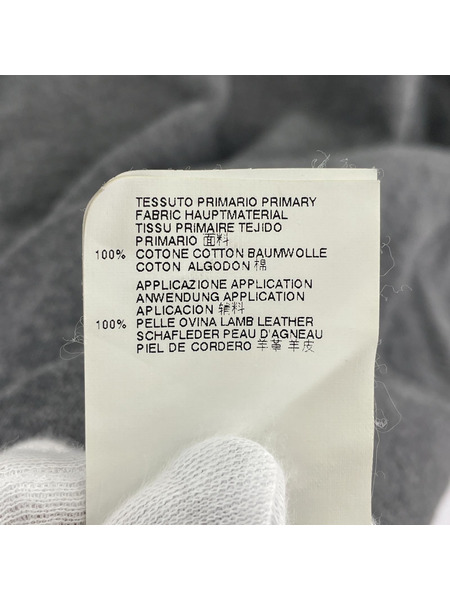 TESSUTO PRIMARIO PRIMARY
FABRIC HAUPTMATERIAL
TISSU PRIMAIRE TEJIDO
PRIMARIO 面料
100% COTONE COTTON BAUMWOLLE
COTON ALGODON 棉
APPLICAZIONE APPLICATION
ANWENDUNG APPLICATION
APLICACION 辅料
100% PELLE OVINA LAMB LEATHER
SCHAFLEDER PEAU D'AGNEAU
PIEL DE CORDERO 羊革 羊皮